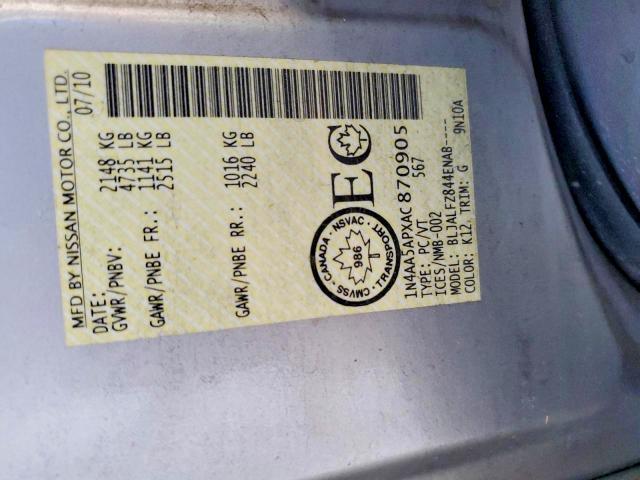 MFD BY NISSAN MOTOR CO., LTD.
DATE: 07/10
GVWR/PNBV: 2148 KG
4735 LB
GAWR/PNBE FR.: 1141 KG
2515 LB
GAWR/PNBE RR.: 1016 KG
2240 LB
CANADA · NSVAC · TRANSPORT · CMVSS ·
986
EC
1N4AA5APXAC870905
TYPE: PC/VT 567
ICES/NMB-002
MODEL: BLJALFZ844ENAB----
COLOR: K12, TRIM: G 9N10A